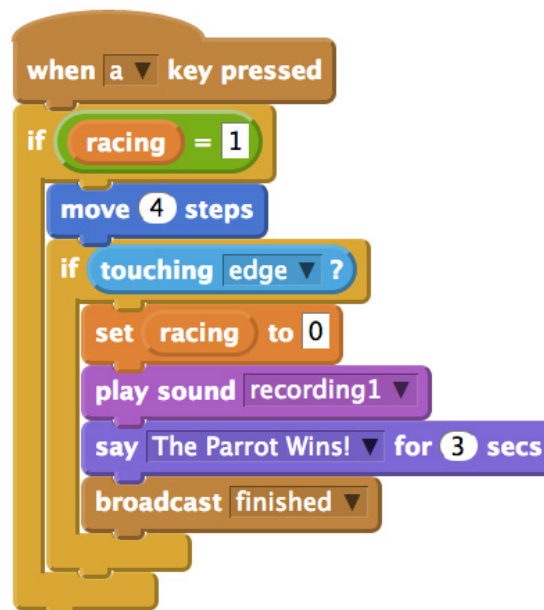 when a key pressed
if racing = 1
move 4 steps
if touching edge ?
set racing to 0
play sound recording1
say The Parrot Wins! for 3 secs
broadcast finished